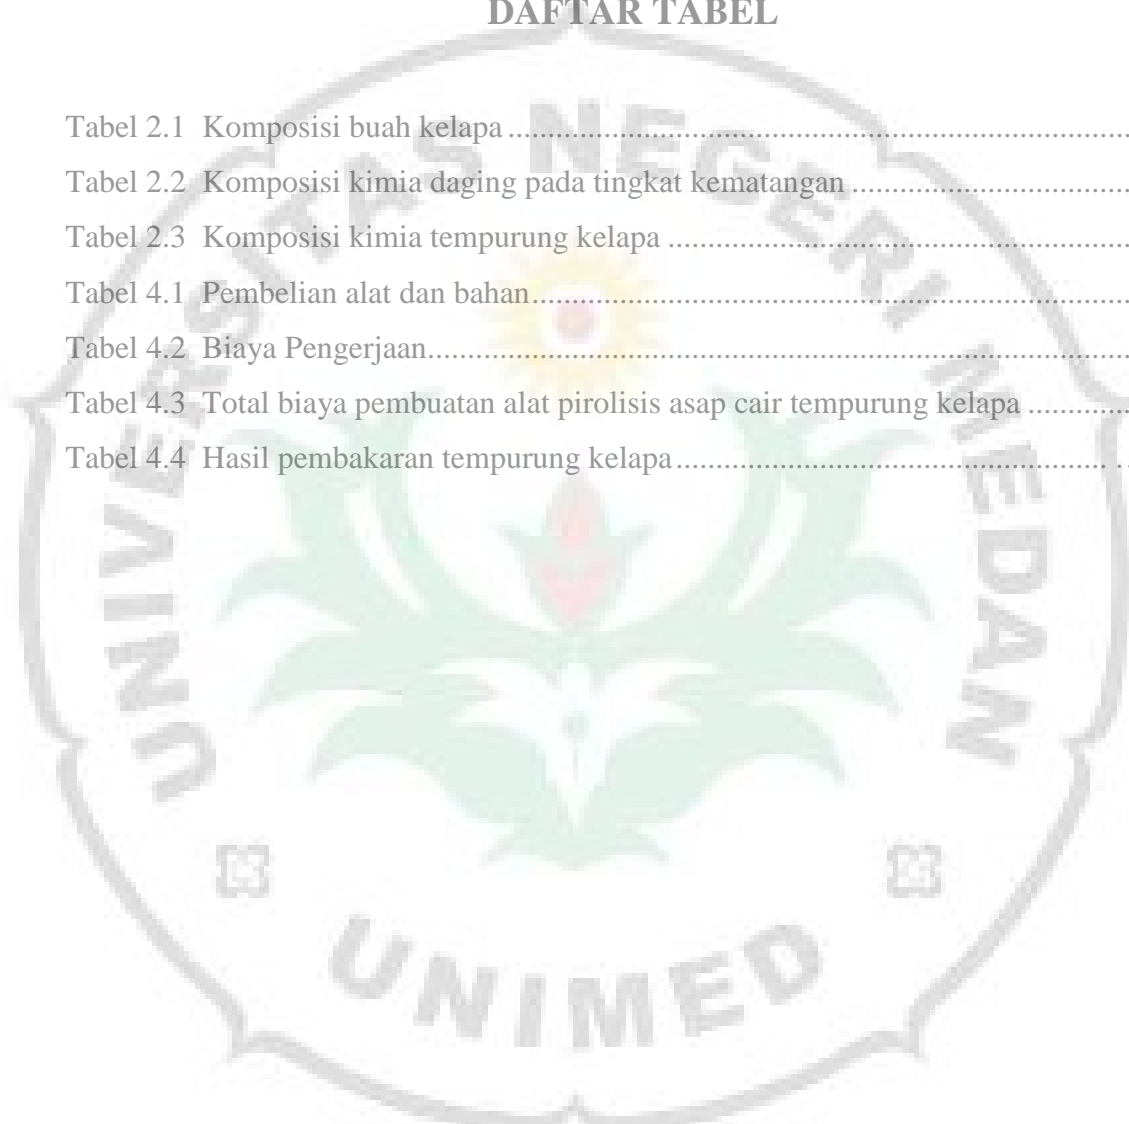 DAFTAR TABEL
Tabel 2.1 Komposisi buah kelapa ..........................................................................
Tabel 2.2 Komposisi kimia daging pada tingkat kematangan ..................................
Tabel 2.3 Komposisi kimia tempurung kelapa .........................................................
Tabel 4.1 Pembelian alat dan bahan..........................................................................
Tabel 4.2 Biaya Pengerjaan.......................................................................................
Tabel 4.3 Total biaya pembuatan alat pirolisis asap cair tempurung kelapa .............
Tabel 4.4 Hasil pembakaran tempurung kelapa.......................................................
UNIVERSITAS NEGERI MEDAN
UNIMED